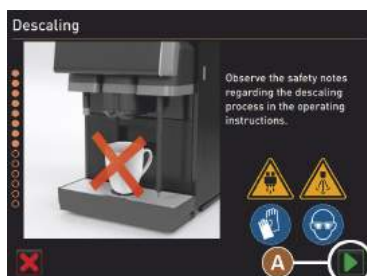 Descaling
Observe the safety notes
regarding the descaling
process in the operating
instructions.
A